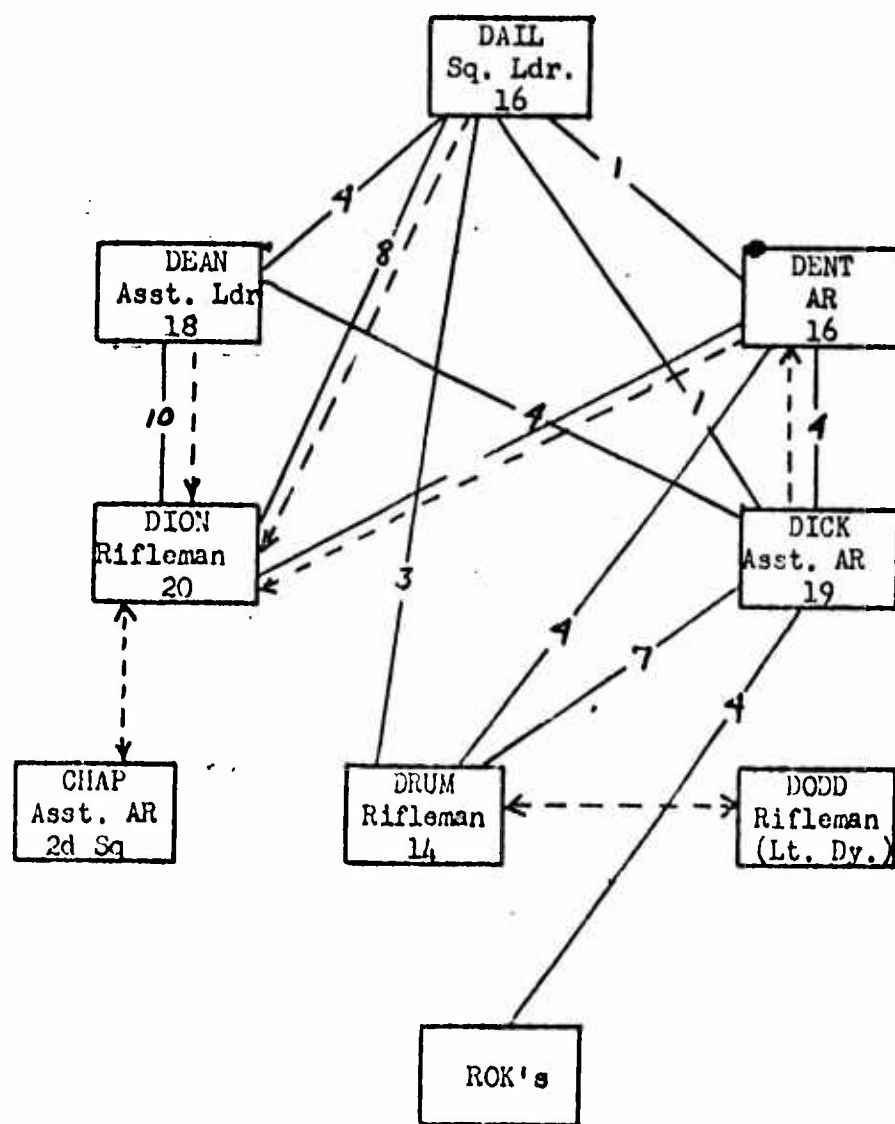 DAIL
Sq. Ldr.
16
1
4
8
DEAN
Asst. Ldr
18
DENT
AR
16
10
4
1
4
DION
Rifleman
20
DICK
Asst. AR
19
3
4
7
4
CHAP
Asst. AR
2d Sq
DRUM
Rifleman
14
DODD
Rifleman
(Lt. Dy.)
ROK's